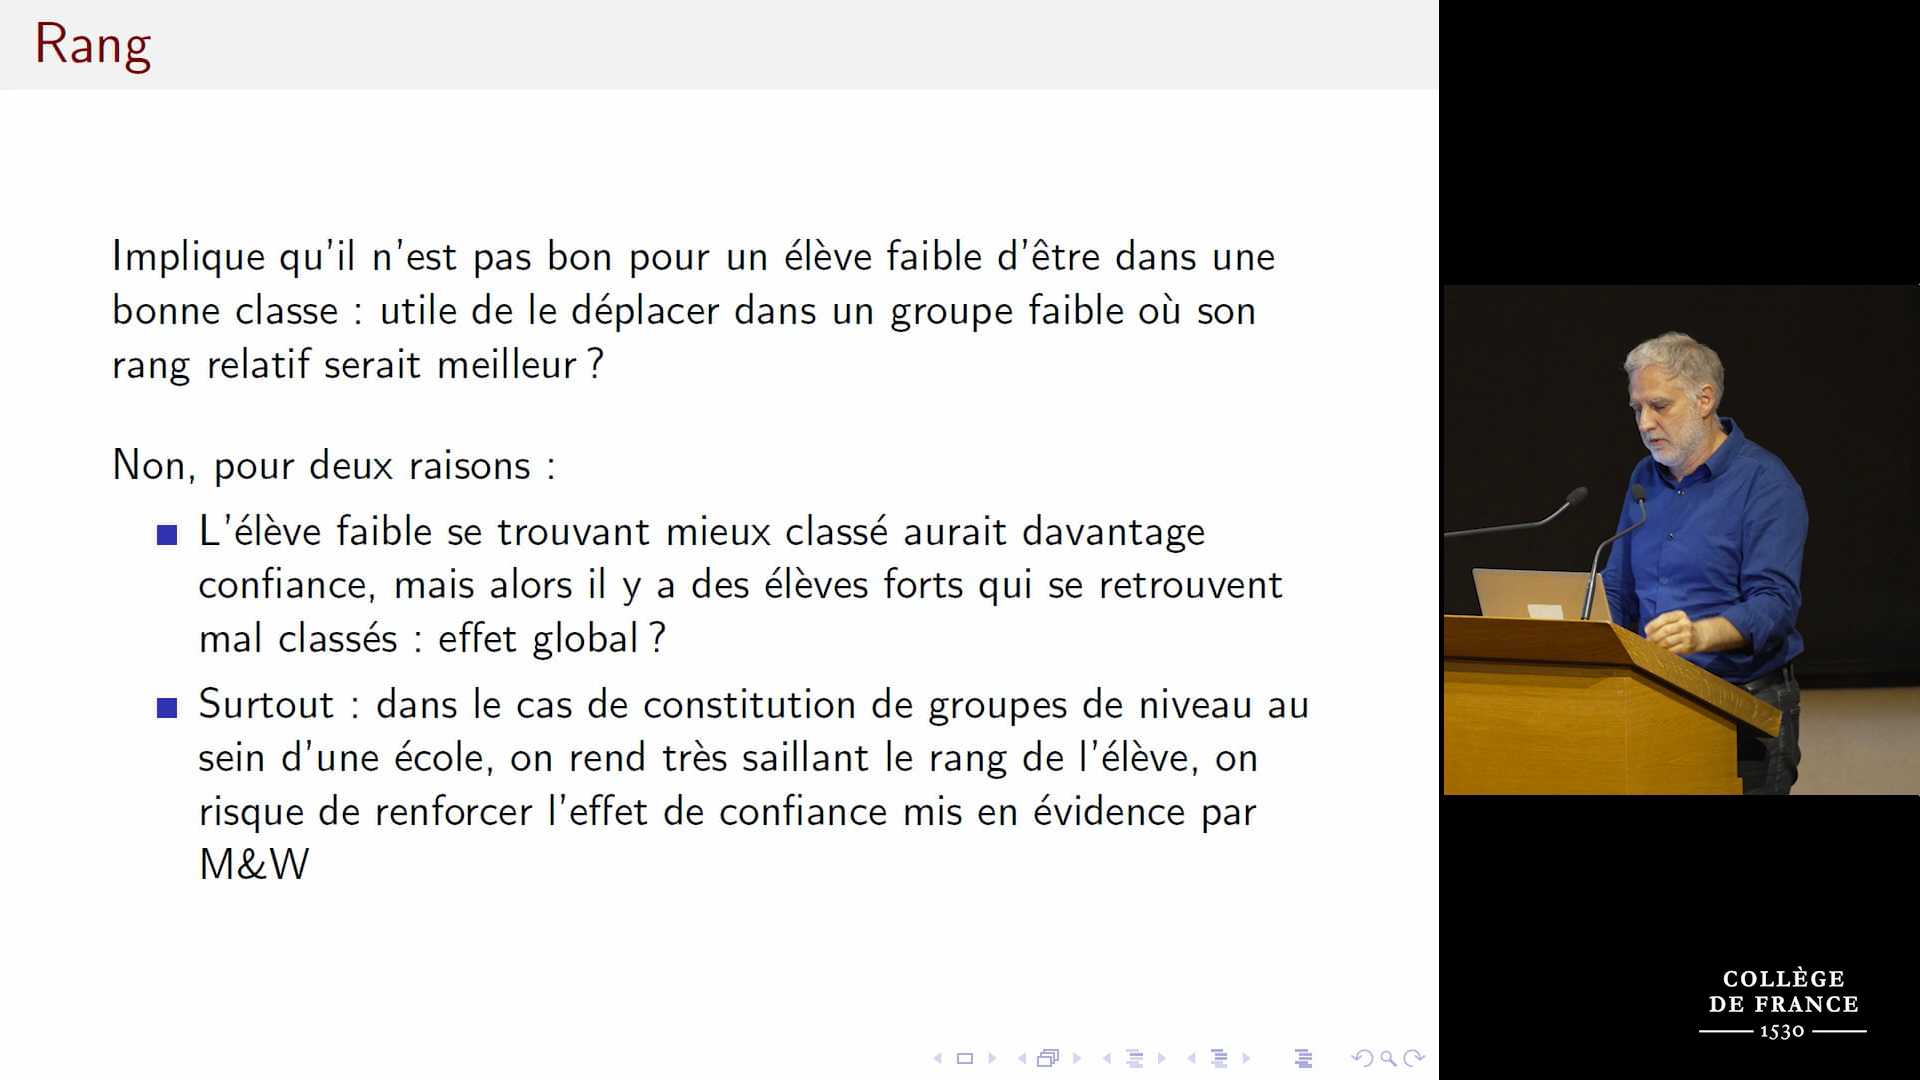 Rang
Implique qu'il n'est pas bon pour un élève faible d'être dans une
bonne classe : utile de le déplacer dans un groupe faible où son
rang relatif serait meilleur ?
Non, pour deux raisons :
L'élève faible se trouvant mieux classé aurait davantage
confiance, mais alors il y a des élèves forts qui se retrouvent
mal classés : effet global ?
Surtout : dans le cas de constitution de groupes de niveau au
sein d'une école, on rend très saillant le rang de l'élève, on
risque de renforcer l'effet de confiance mis en évidence par
M&W
COLLÈGE
DE FRANCE
1530